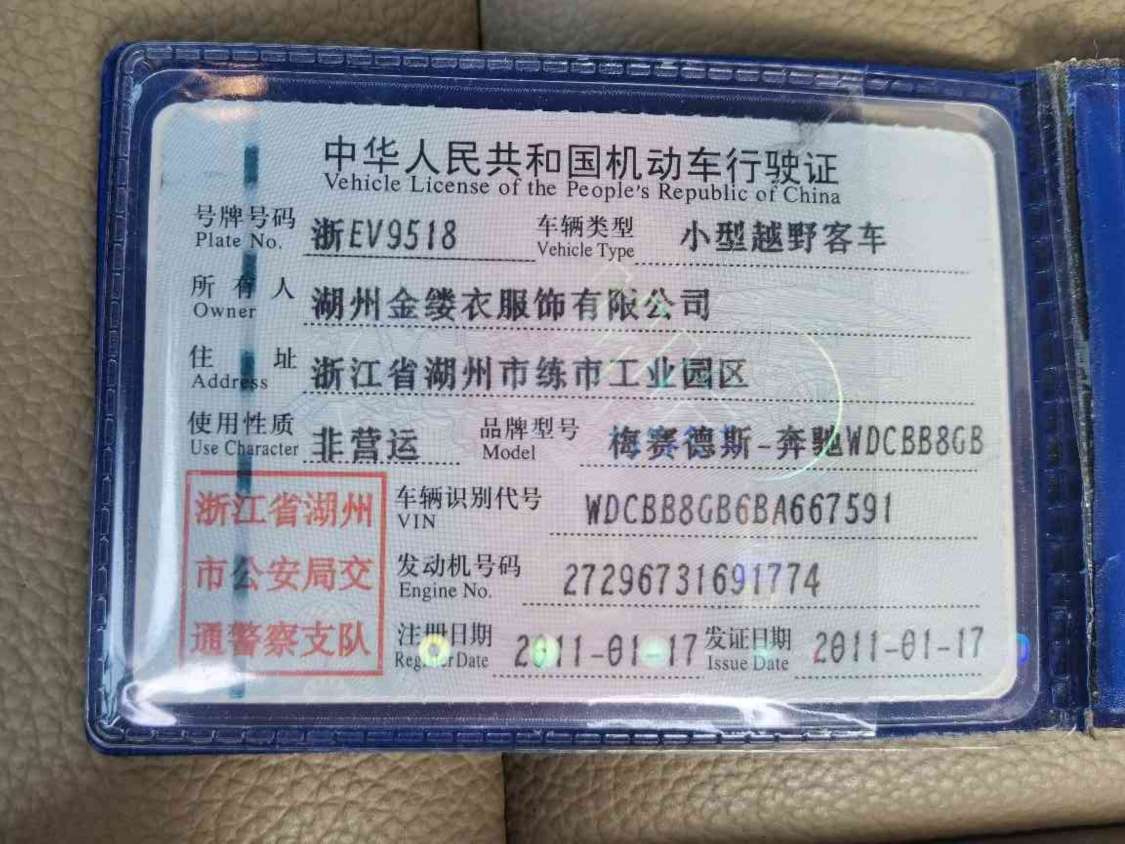 中华人民共和国机动车行驶证
Vehicle License of the People's Republic of China
号牌号码 浙EV9518 车辆类型 小型越野客车
Plate No. Vehicle Type
所有人 湖州金缕衣服饰有限公司
Owner
住址 浙江省湖州市练市工业园区
Address
使用性质 非营运 品牌型号 梅赛德斯-奔驰WDCBB8GB
Use Character Model
浙江省湖州
市公安局交
通警察支队
车辆识别代号 WDCBB8GB6BA667591
VIN
发动机号码 27296731691774
Engine No.
注册日期 2011-01-17 发证日期 2011-01-17
Register Date Issue Date